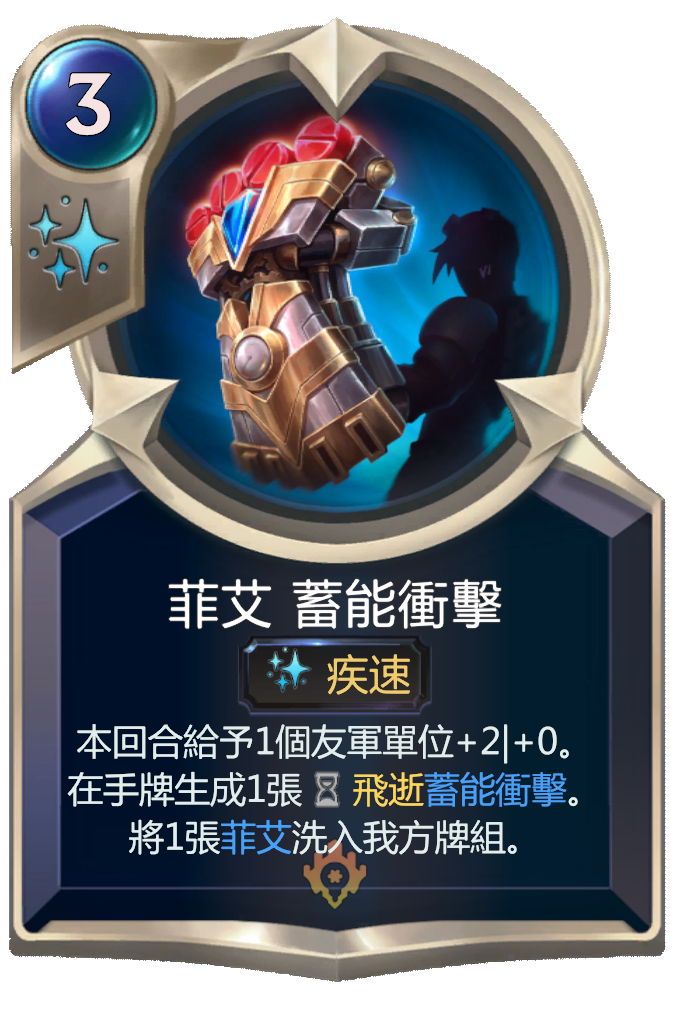 3
VI
菲艾 蓄能衝擊
疾速
本回合給予1個友軍單位+2|+0。
在手牌生成1張 飛逝蓄能衝擊。
將1張菲艾洗入我方牌組。